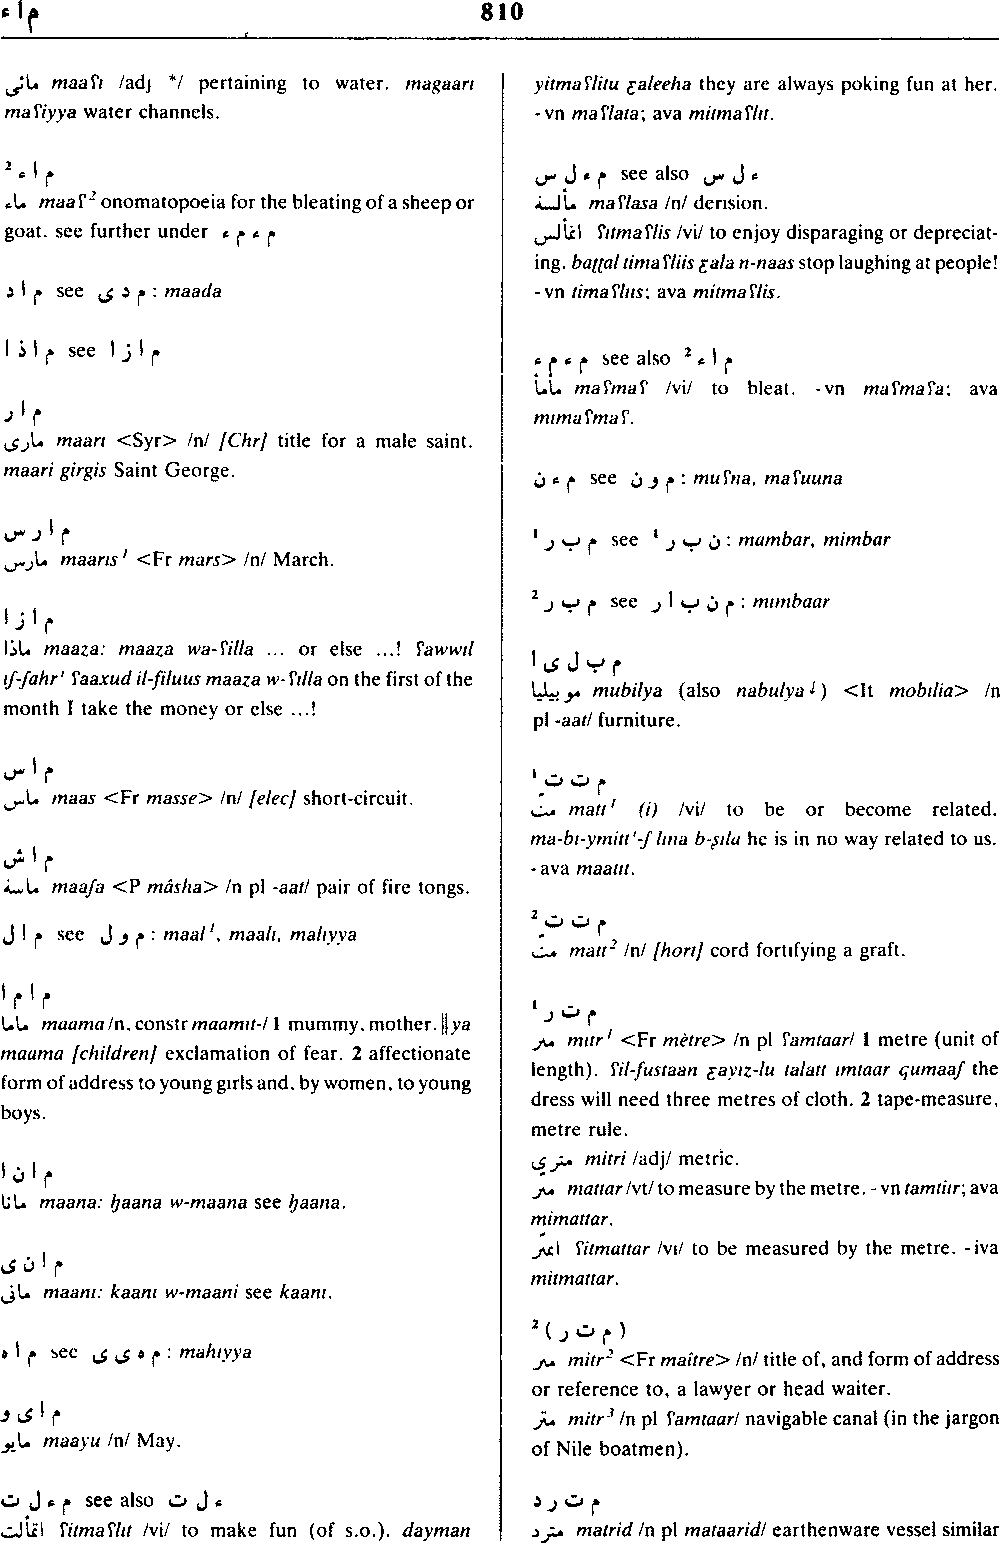 م ا ء
810
مائي maaʕi /adj */ pertaining to water. magaari
maʕiyya water channels.
م ا ء ²
ماء maaʕ² onomatopoeia for the bleating of a sheep or
goat. see further under م ء م ء
م ا د see م د ى : maada
م ا ذ ا see م ا ز ا
م ا ر
مارى maari <Syr> /n/ [Chr] title for a male saint.
maari girgis Saint George.
م ا ر س
مارس maaris¹ <Fr mars> /n/ March.
م ا ز ا
ماذا maaza: maaza wa-ʕilla ... or else ...! ʕawwil
iʃ-ʃahr¹ ʕaaxud il-filuus maaza w-ʕilla on the first of the
month I take the money or else ...!
م ا س
ماس maas <Fr masse> /n/ [elec] short-circuit.
م ا ش
ماشة maaʃa <P mâsha> /n pl -aat/ pair of fire tongs.
م ا ل see م و ل : maal¹, maali, maliyya
م ا م ا
ماما maama /n, constr maamit-/ 1 mummy, mother. ‖ ya
maama [children] exclamation of fear. 2 affectionate
form of address to young girls and, by women, to young
boys.
م ا ن ا
مانا maana: ḥaana w-maana see ḥaana.
م ا ن ى
مانى maani: kaani w-maani see kaani.
م ا ه see م ه ى ى : mahiyya
م ا ى و
مايو maayu /n/ May.
م ء ل ت see also ء ل ت
اتمألت ʕitmaʕlit /vi/ to make fun (of s.o.). dayman
yitmaʕlitu ɛaleeha they are always poking fun at her.
-vn maʕlata; ava mitmaʕlit.
م ء ل س see also ء ل س
مألسة maʕlasa /n/ derision.
اتمألس ʕitmaʕlis /vi/ to enjoy disparaging or depreciat-
ing. baṭṭal timaʕliis ɛala n-naas stop laughing at people!
-vn timaʕliis; ava mitmaʕlis.
م ء م ء see also م ا ء ²
مأمأ maʕmaʕ /vi/ to bleat. -vn maʕmaʕa; ava
mimaʕmaʕ.
م ء ن see م و ن : muʕna, maʕuuna
م ب ر ¹ see ن ب ر ¹ : mambar, mimbar
م ب ر ² see م ن ب ا ر : mimbaar
م ب ل ى ا
موبيليا mubilya (also nabulya↓) <It mobilia> /n
pl -aat/ furniture.
م ت ت ¹
متّ matt¹ (i) /vi/ to be or become related.
ma-bi-ymitt¹-ʃ lina b-ṣila he is in no way related to us.
-ava maatit.
م ت ت ²
متّ matt² /n/ [hort] cord fortifying a graft.
م ت ر ¹
متر mitr¹ <Fr mètre> /n pl ʕamtaar/ 1 metre (unit of
length). ʕil-fustaan ɛayiz-lu talatt imtaar qumaaʃ the
dress will need three metres of cloth. 2 tape-measure,
metre rule.
متري mitri /adj/ metric.
متر mattar /vt/ to measure by the metre. -vn tamtiir; ava
mimattar.
اتمتّر ʕitmattar /vi/ to be measured by the metre. -iva
mitmattar.
(م ت ر) ²
متر mitr² <Fr maître> /n/ title of, and form of address
or reference to, a lawyer or head waiter.
متر mitr³ /n pl ʕamtaar/ navigable canal (in the jargon
of Nile boatmen).
م ت ر د
مترد matrid /n pl mataarid/ earthenware vessel similar